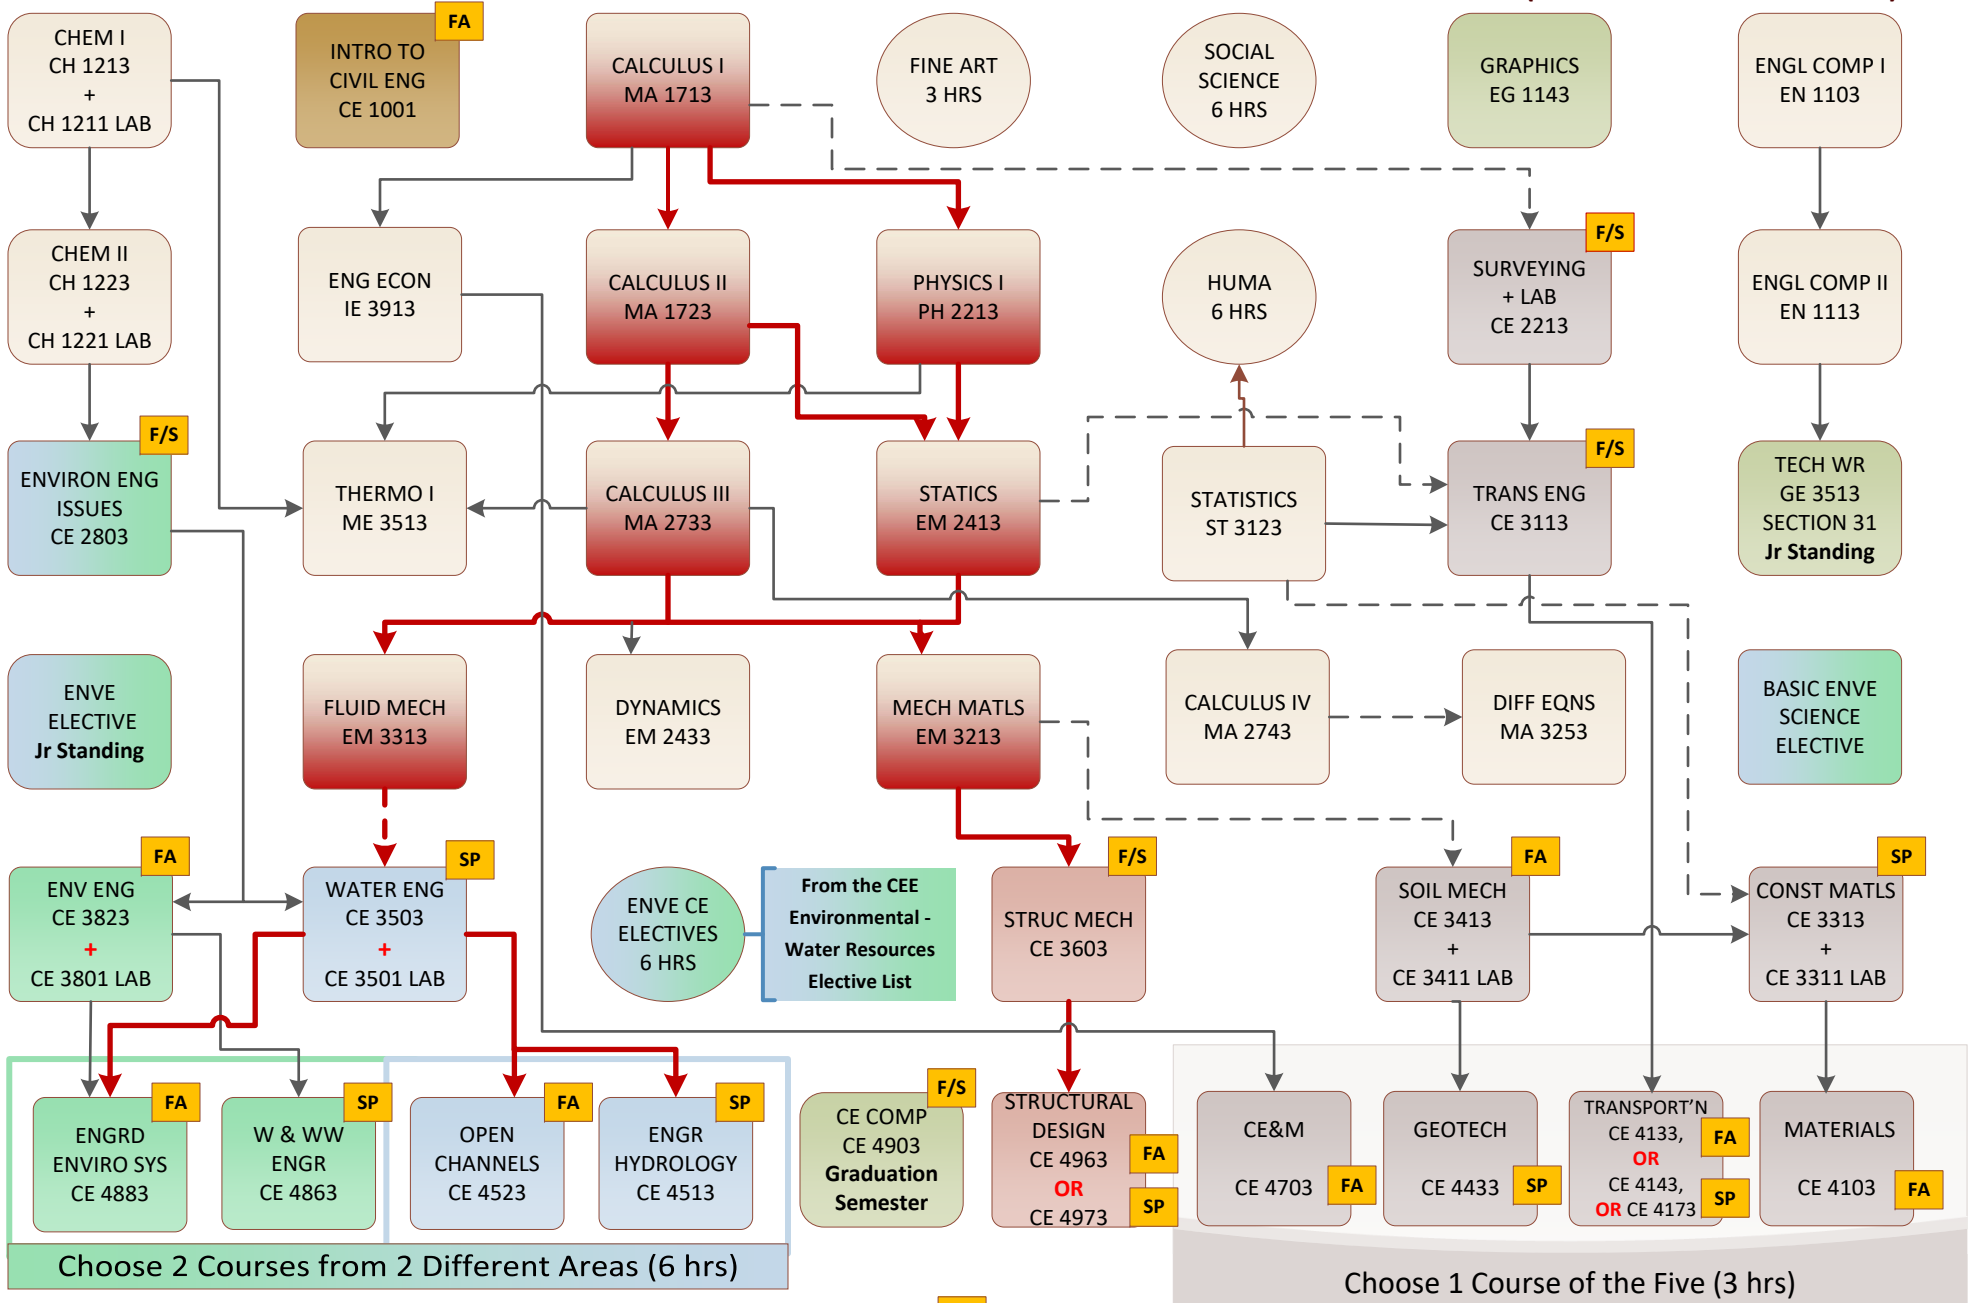 CHEM I
CH 1213
+
CH 1211 LAB
FA
INTRO TO
CIVIL ENG
CE 1001
CALCULUS I
MA 1713
FINE ART
3 HRS
SOCIAL
SCIENCE
6 HRS
GRAPHICS
EG 1143
ENGL COMP I
EN 1103
CHEM II
CH 1223
+
CH 1221 LAB
ENG ECON
IE 3913
CALCULUS II
MA 1723
PHYSICS I
PH 2213
HUMA
6 HRS
F/S
SURVEYING
+ LAB
CE 2213
ENGL COMP II
EN 1113
F/S
ENVIRON ENG
ISSUES
CE 2803
THERMO I
ME 3513
CALCULUS III
MA 2733
STATICS
EM 2413
STATISTICS
ST 3123
F/S
TRANS ENG
CE 3113
TECH WR
GE 3513
SECTION 31
Jr Standing
ENVE
ELECTIVE
Jr Standing
FLUID MECH
EM 3313
DYNAMICS
EM 2433
MECH MATLS
EM 3213
CALCULUS IV
MA 2743
DIFF EQNS
MA 3253
BASIC ENVE
SCIENCE
ELECTIVE
FA
ENV ENG
CE 3823
+
CE 3801 LAB
SP
WATER ENG
CE 3503
+
CE 3501 LAB
ENVE CE
ELECTIVES
6 HRS
From the CEE
Environmental -
Water Resources
Elective List
F/S
STRUC MECH
CE 3603
FA
SOIL MECH
CE 3413
+
CE 3411 LAB
SP
CONST MATLS
CE 3313
+
CE 3311 LAB
FA
ENGRD
ENVIRO SYS
CE 4883
SP
W & WW
ENGR
CE 4863
FA
OPEN
CHANNELS
CE 4523
SP
ENGR
HYDROLOGY
CE 4513
F/S
CE COMP
CE 4903
Graduation
Semester
STRUCTURAL
DESIGN
CE 4963
FA
OR
CE 4973
SP
CE&M
CE 4703
FA
GEOTECH
CE 4433
SP
TRANSPORT'N
CE 4133,
FA
OR
CE 4143,
OR CE 4173
SP
MATERIALS
CE 4103
FA
Choose 2 Courses from 2 Different Areas (6 hrs)
Choose 1 Course of the Five (3 hrs)